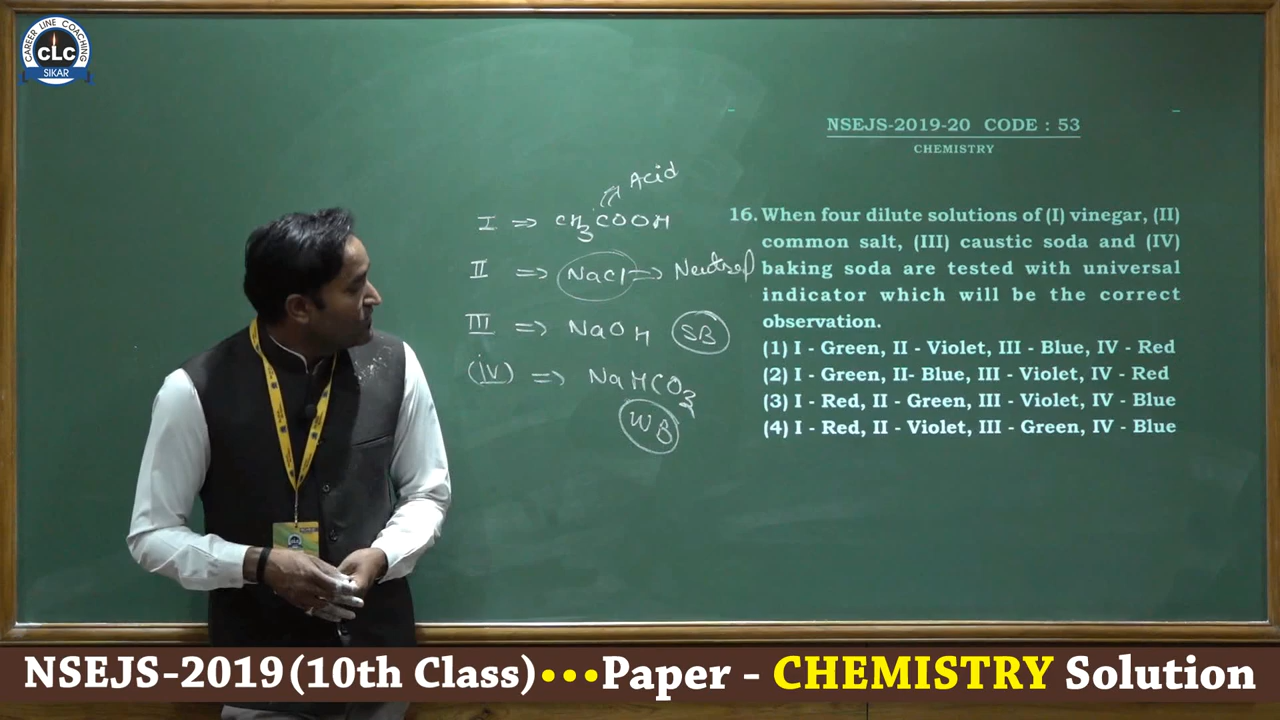 CAREER LINE COACHING
CLC
SIKAR
NSEJS-2019-20 CODE : 53
CHEMISTRY
Acid
I => CH3COOH
II => NaCl => Neutral
III => NaOH SB
(iv) => NaHCO3
WB
16. When four dilute solutions of (I) vinegar, (II)
common salt, (III) caustic soda and (IV)
baking soda are tested with universal
indicator which will be the correct
observation.
(1) I - Green, II - Violet, III - Blue, IV - Red
(2) I - Green, II- Blue, III - Violet, IV - Red
(3) I - Red, II - Green, III - Violet, IV - Blue
(4) I - Red, II - Violet, III - Green, IV - Blue
NSEJS-2019(10th Class)•••Paper - CHEMISTRY Solution